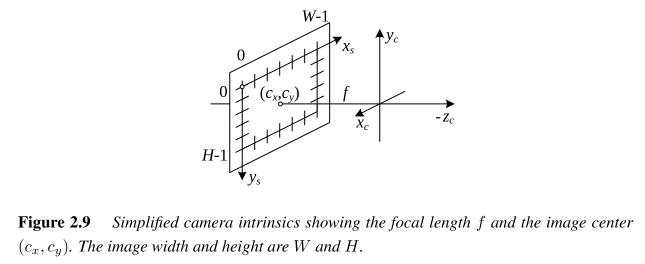 W-1
0
x_s
y_c
0
(c_x,c_y)
f
x_c
-z_c
H-1
y_s
Figure 2.9 Simplified camera intrinsics showing the focal length f and the image center
(c_x, c_y). The image width and height are W and H.